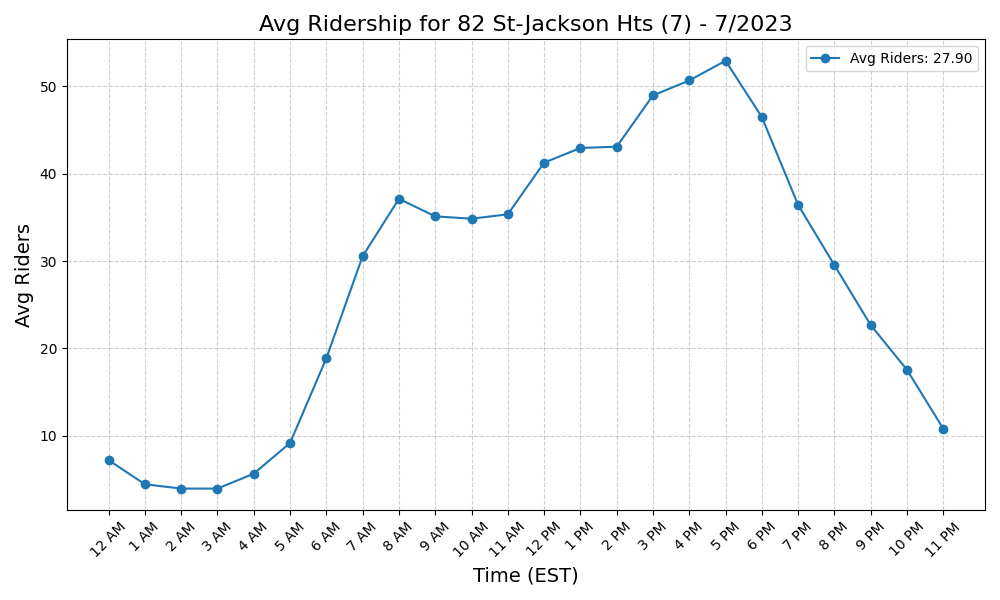 Avg Ridership for 82 St-Jackson Hts (7) - 7/2023
Avg Riders: 27.90
Avg Riders
50
40
30
20
10
12 AM
1 AM
2 AM
3 AM
4 AM
5 AM
6 AM
7 AM
8 AM
9 AM
10 AM
11 AM
12 PM
1 PM
2 PM
3 PM
4 PM
5 PM
6 PM
7 PM
8 PM
9 PM
10 PM
11 PM
Time (EST)